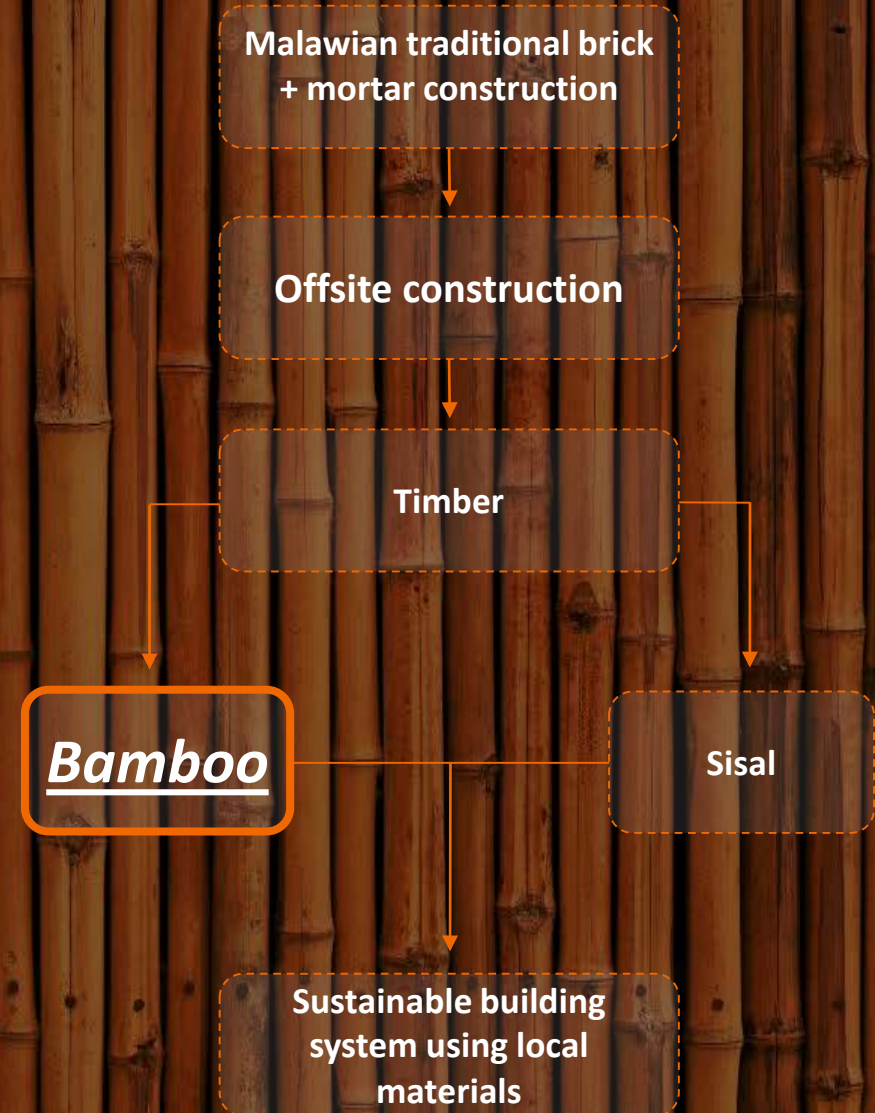 Malawian traditional brick
+ mortar construction
Offsite construction
Timber
Bamboo
Sisal
Sustainable building
system using local
materials